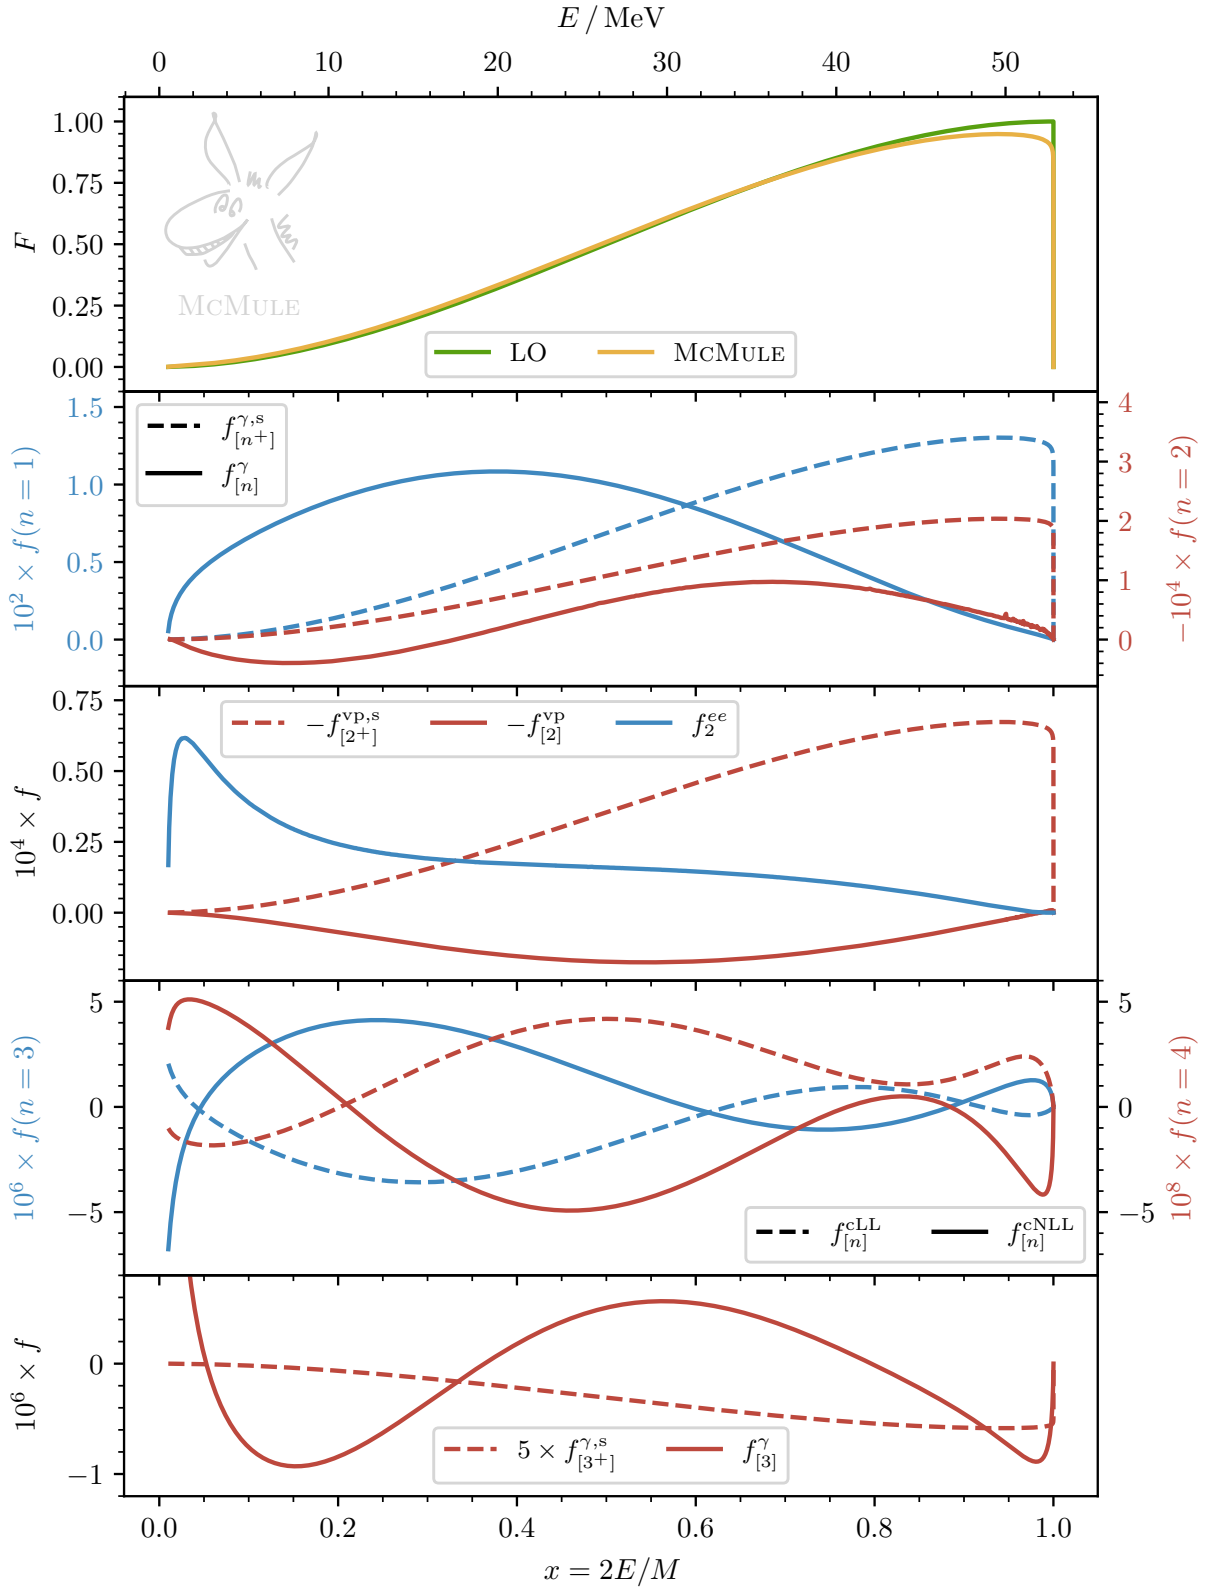 E / MeV
0 10 20 30 40 50
1.00
0.75
0.50
0.25
0.00
F
McMule
LO McMule
1.5
1.0
0.5
0.0
10² × f(n = 1)
f^{γ,s}_{[n⁺]}
f^{γ}_{[n]}
4
3
2
1
0
−10⁴ × f(n = 2)
0.75
0.50
0.25
0.00
10⁴ × f
−f^{vp,s}_{[2⁺]} −f^{vp}_{[2]} f^{ee}_{2}
5
0
−5
10⁶ × f(n = 3)
f^{cLL}_{[n]} f^{cNLL}_{[n]}
5
0
−5
10⁸ × f(n = 4)
0
−1
10⁶ × f
5 × f^{γ,s}_{[3⁺]} f^{γ}_{[3]}
0.0 0.2 0.4 0.6 0.8 1.0
x = 2E/M